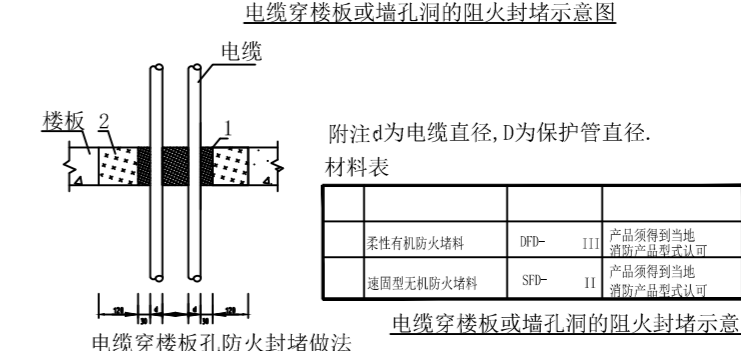 电缆穿楼板或墙孔洞的阻火封堵示意图
电缆
楼板 2
1
附注d为电缆直径,D为保护管直径.
材料表
柔性有机防火堵料 DFD- III 产品须得到当地
消防产品型式认可
速固型无机防火堵料 SFD- II 产品须得到当地
消防产品型式认可
120 30 d d 30 120
电缆穿楼板或墙孔洞的阻火封堵示意
电缆穿楼板孔防火封堵做法